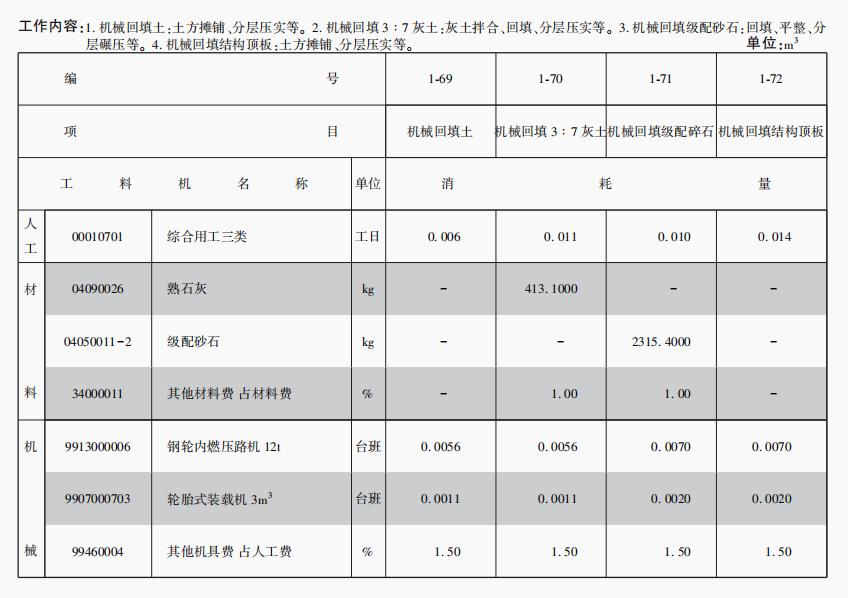 工作内容:1. 机械回填土;土方摊铺、分层压实等。2. 机械回填 3∶7 灰土;灰土拌合、回填、分层压实等。3. 机械回填级配砂石;回填、平整、分
层碾压等。4. 机械回填结构顶板;土方摊铺、分层压实等。 单位:m³
编 号 1-69 1-70 1-71 1-72
项 目 机械回填土 机械回填 3∶7 灰土 机械回填级配碎石 机械回填结构顶板
工 料 机 名 称 单位 消 耗 量
人工 00010701 综合用工三类 工日 0.006 0.011 0.010 0.014
材 04090026 熟石灰 kg - 413.1000 - -
04050011-2 级配砂石 kg - - 2315.4000 -
料 34000011 其他材料费 占材料费 % - 1.00 1.00 -
机 9913000006 钢轮内燃压路机 12t 台班 0.0056 0.0056 0.0070 0.0070
9907000703 轮胎式装载机 3m³ 台班 0.0011 0.0011 0.0020 0.0020
械 99460004 其他机具费 占人工费 % 1.50 1.50 1.50 1.50